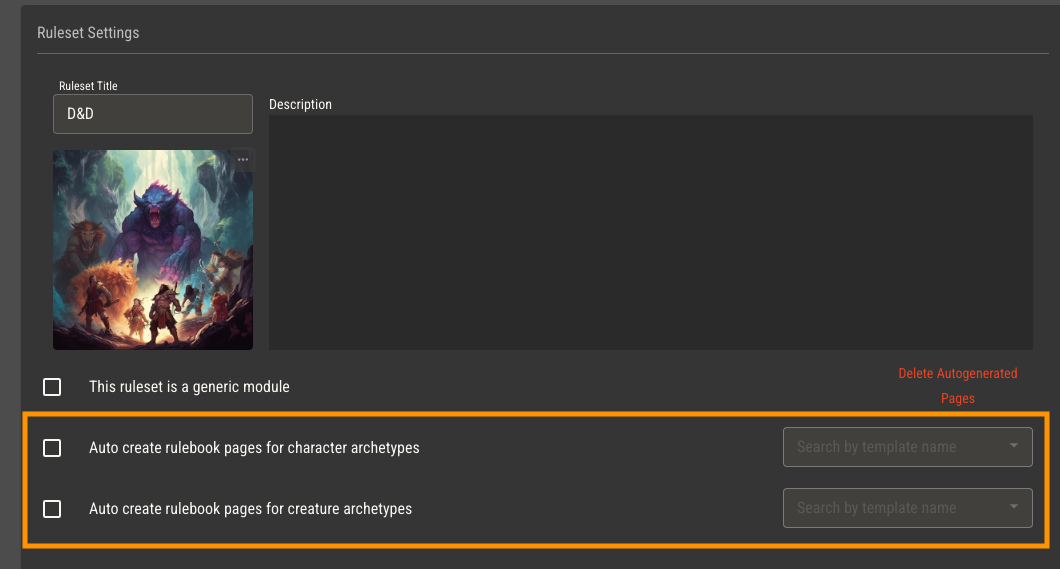 Ruleset Settings
Ruleset Title
D&D
Description
This ruleset is a generic module
Delete Autogenerated
Pages
Auto create rulebook pages for character archetypes
Search by template name
Auto create rulebook pages for creature archetypes
Search by template name